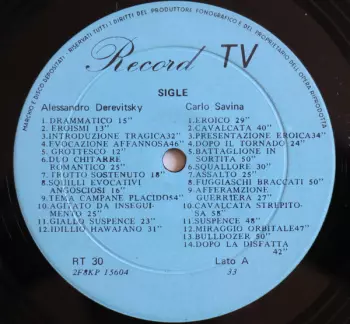 MARCHIO E DISCO DEPOSITATI - RISERVATI TUTTI I DIRITTI DEL PRODUTTORE FONOGRAFICO E DEL PROPRIETARIO DELL'OPERA RIPRODOTTA
Record TV
SIGLE
Alessandro Derevitsky
1.DRAMMATICO 15"
2.EROISMI 13"
3.INTRODUZIONE TRAGICA32"
4.EVOCAZIONE AFFANNOSA46"
5.GROTTESCO 12"
6.DUO CHITARRE
ROMANTICO 25"
7.TROTTO SOSTENUTO 18"
8.SQUILLI EVOCATIVI
ANGOSCIOSI 16"
9.TEMA CAMPANE PLACIDO54"
10.AGITATO DA INSEGUI-
MENTO 25"
11.GIALLO SUSPENCE 23"
12.IDILLIO HAWAJANO 31"
Carlo Savina
1.EROICO 29"
2.CAVALCATA 40"
3.PRESENTAZIONE EROICA34"
4.DOPO IL TORNADO 24"
5.BATTAGLIONE IN
SORTITA 50"
6.SQUALLORE 30"
7.ASSALTO 25"
8.FUGGIASCHI BRACCATI 50"
9.AFFERMAZIONE
GUERRIERA 27"
10.CAVALCATA STREPITO-
SA 58"
11.SUSPENCE 48"
12.MIRAGGIO ORBITALE47"
13.BULLDOZER 50"
14.DOPO LA DISFATTA
42"
RT 30
2F8KP 15604
Lato A
33